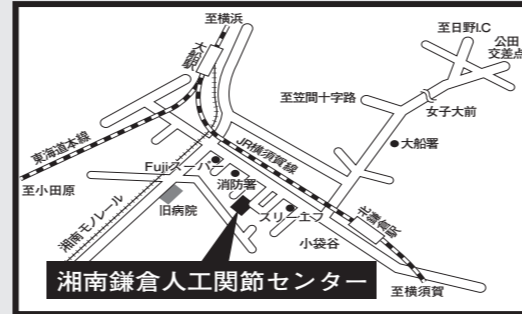 至横浜
至日野I.C
公田
交差点
大船駅
至笠間十字路
女子大前
東海道本線
JR横須賀線
大船署
Fujiスーパー
消防署
至小田原
旧病院
スリーエフ
北鎌倉駅
湘南モノレール
小袋谷
湘南鎌倉人工関節センター
至横須賀